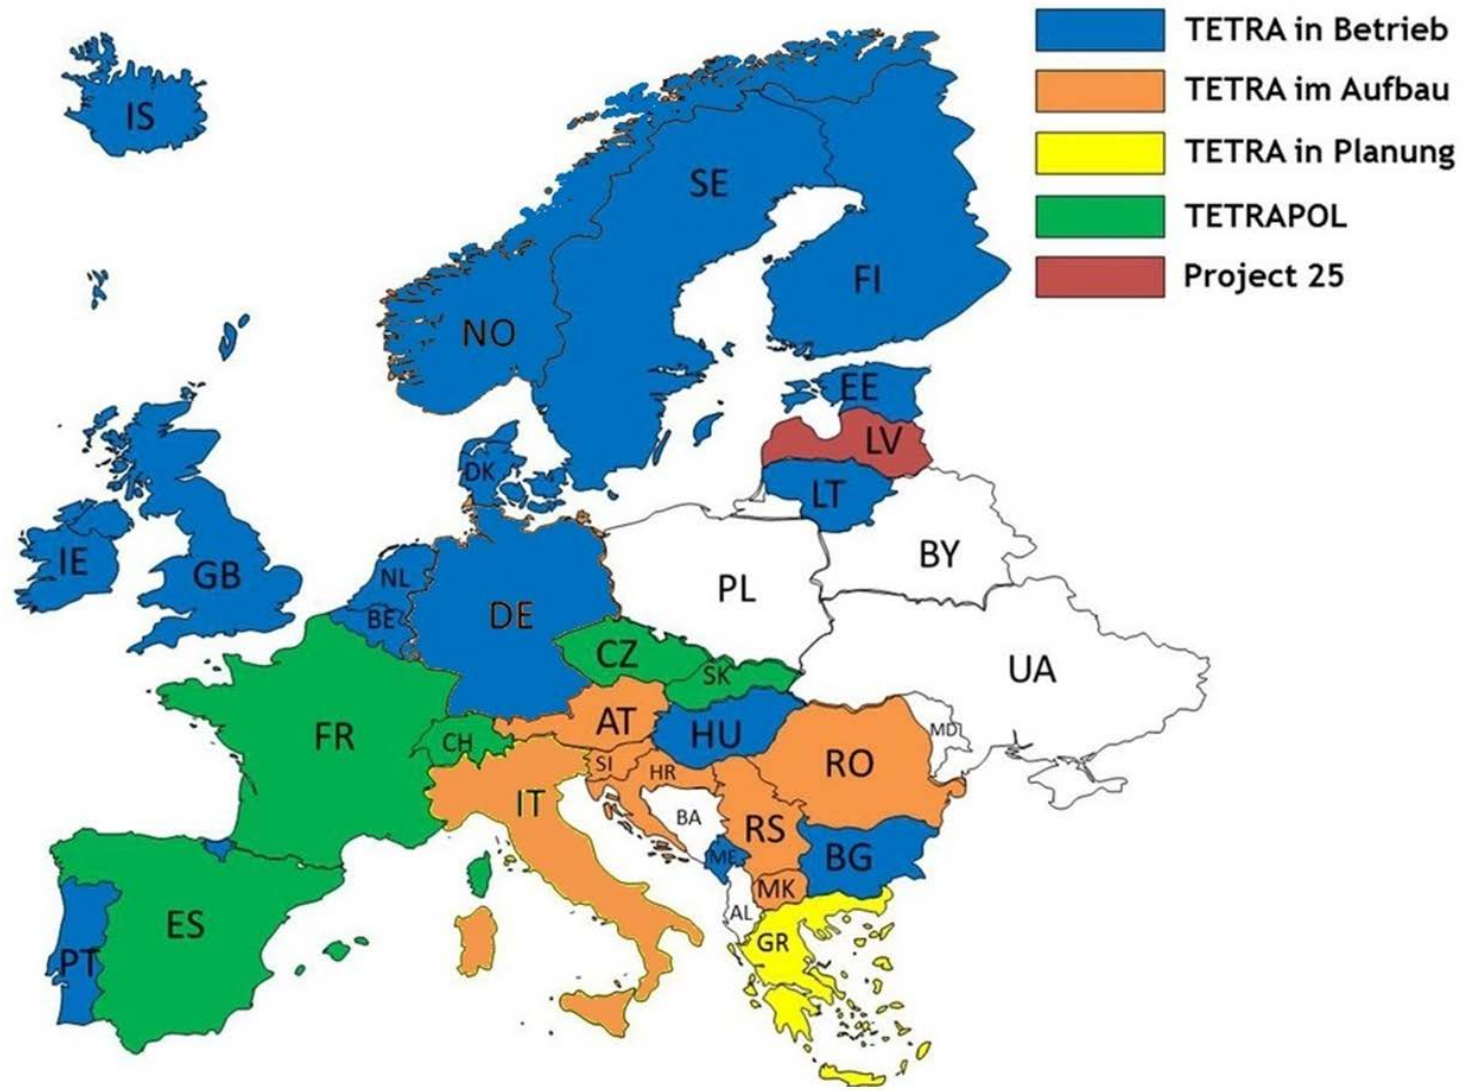 TETRA in Betrieb
TETRA im Aufbau
TETRA in Planung
TETRAPOL
Project 25
IS
SE
FI
NO
EE
LV
DK
LT
IE
GB
NL
BE
DE
PL
BY
CZ
SK
UA
FR
CH
AT
HU
MD
SI
HR
RO
IT
BA
RS
ME
BG
MK
AL
GR
ES
PT